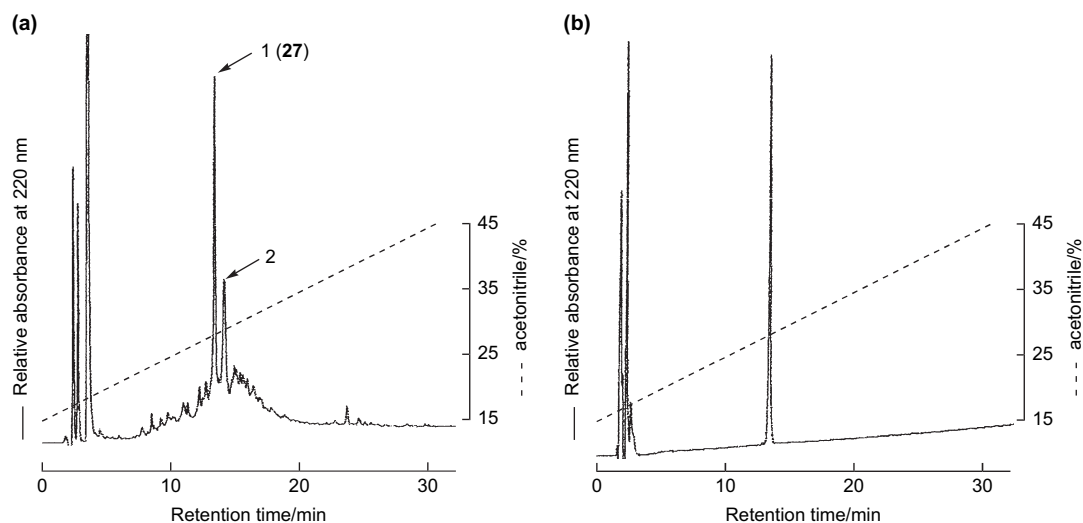 (a)
1 (27)
2
Relative absorbance at 220 nm
45
35
25
15
acetonitrile/%
0 10 20 30
Retention time/min
(b)
Relative absorbance at 220 nm
45
35
25
15
acetonitrile/%
0 10 20 30
Retention time/min